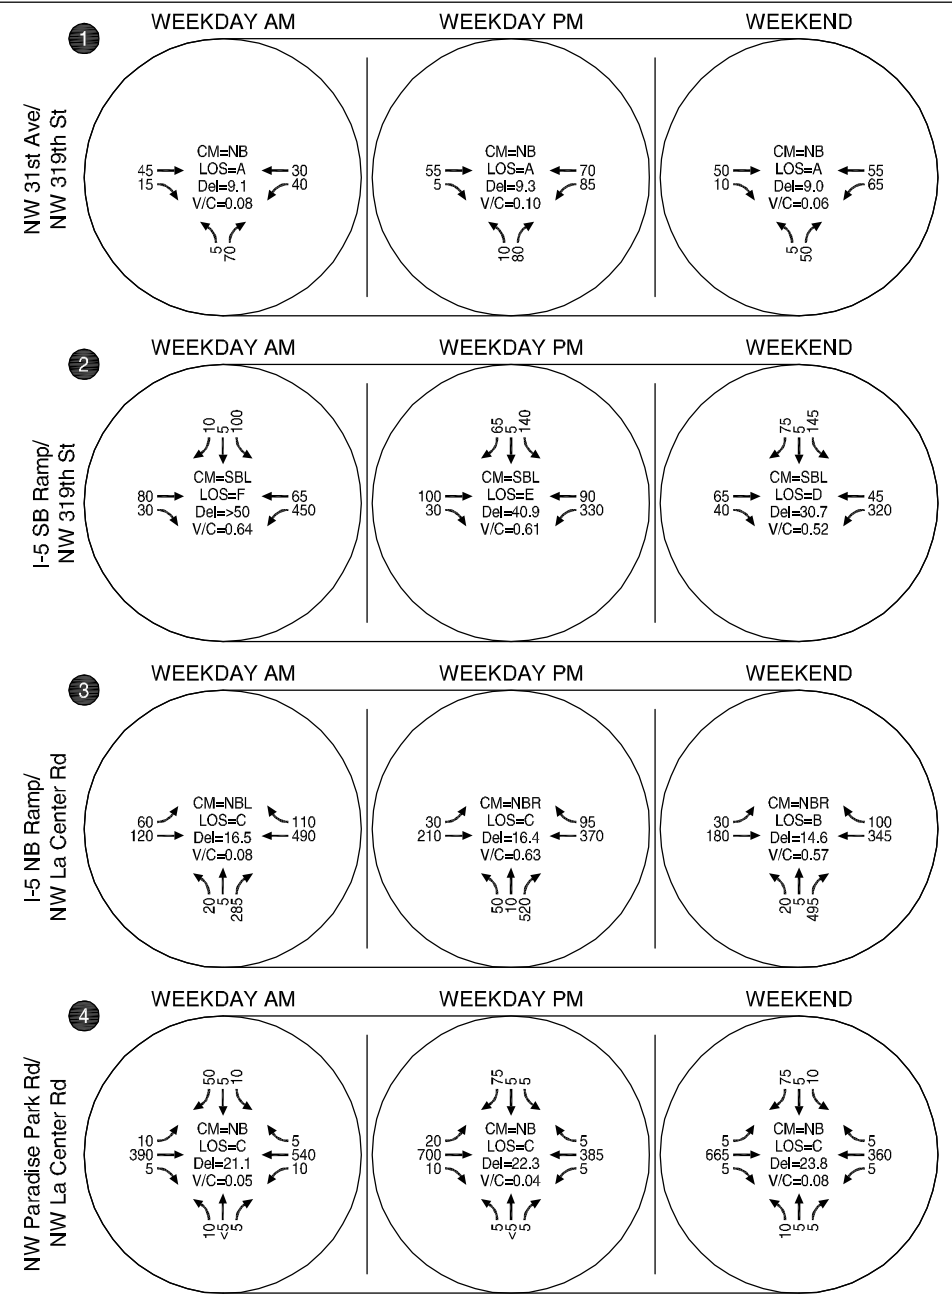 WEEKDAY AM
WEEKDAY PM
WEEKEND
1
NW 31st Ave/
NW 319th St
45
15
CM=NB
LOS=A
Del=9.1
V/C=0.08
30
40
5
70
55
5
CM=NB
LOS=A
Del=9.3
V/C=0.10
70
85
10
80
50
10
CM=NB
LOS=A
Del=9.0
V/C=0.06
55
65
5
50
WEEKDAY AM
WEEKDAY PM
WEEKEND
2
I-5 SB Ramp/
NW 319th St
10
5
100
80
30
CM=SBL
LOS=F
Del=>50
V/C=0.64
65
450
65
5
140
100
30
CM=SBL
LOS=E
Del=40.9
V/C=0.61
90
330
75
5
145
65
40
CM=SBL
LOS=D
Del=30.7
V/C=0.52
45
320
WEEKDAY AM
WEEKDAY PM
WEEKEND
3
I-5 NB Ramp/
NW La Center Rd
60
120
CM=NBL
LOS=C
Del=16.5
V/C=0.08
110
490
20
5
285
30
210
CM=NBR
LOS=C
Del=16.4
V/C=0.63
95
370
50
10
520
30
180
CM=NBR
LOS=B
Del=14.6
V/C=0.57
100
345
20
5
495
WEEKDAY AM
WEEKDAY PM
WEEKEND
4
NW Paradise Park Rd/
NW La Center Rd
50
5
10
10
390
5
CM=NB
LOS=C
Del=21.1
V/C=0.05
5
540
10
10
<5
5
75
5
5
20
700
10
CM=NB
LOS=C
Del=22.3
V/C=0.04
5
385
5
5
<5
5
75
5
10
5
665
5
CM=NB
LOS=C
Del=23.8
V/C=0.08
5
360
5
10
5
5